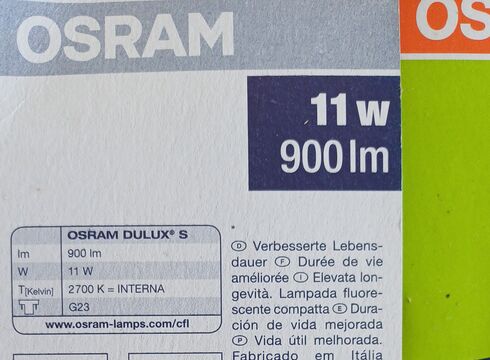 OSRAM
OS
11 W
900 lm
OSRAM DULUX® S
lm 900 lm
W 11 W
T[Kelvin] 2700 K = INTERNA
G23
www.osram-lamps.com/cfl
D Verbesserte Lebens-
dauer F Durée de vie
améliorée I Elevata lon-
gevità. Lampada fluore-
scente compatta E Dura-
ción de vida mejorada
P Vida útil melhorada.
Fabricado em Itália